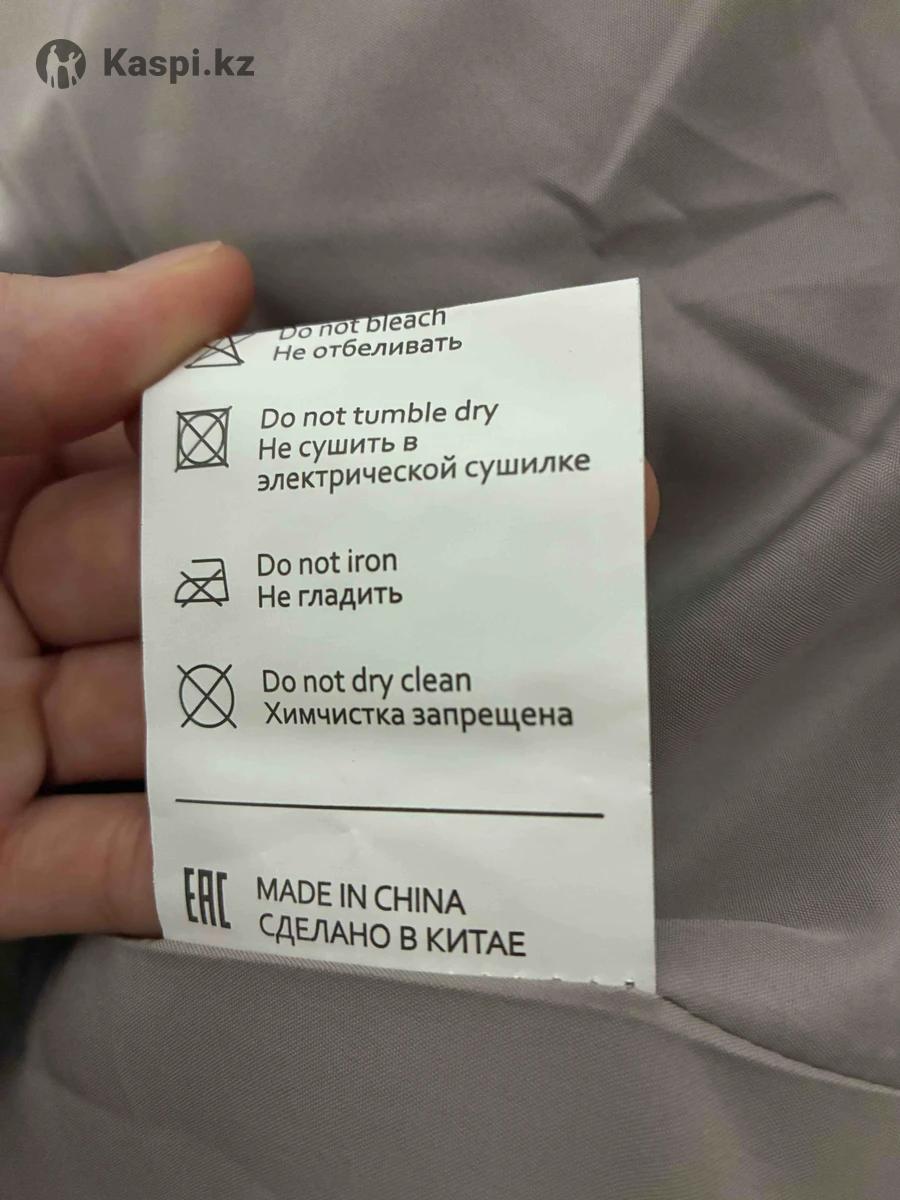 Kaspi.kz
Do not bleach
Не отбеливать
Do not tumble dry
Не сушить в
электрической сушилке
Do not iron
Не гладить
Do not dry clean
Химчистка запрещена
EAC MADE IN CHINA
СДЕЛАНО В КИТАЕ